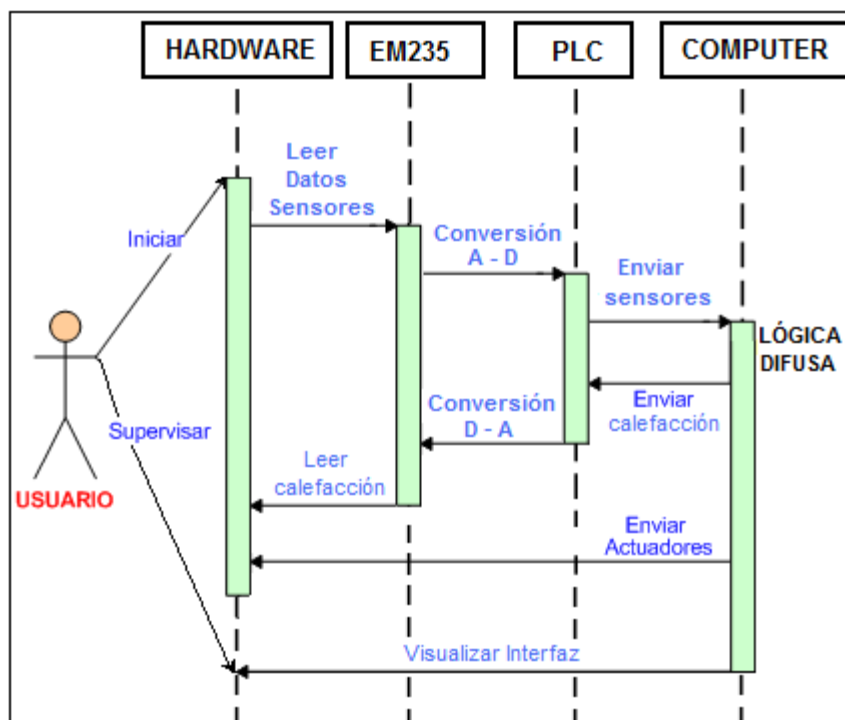 HARDWARE
EM235
PLC
COMPUTER
Leer
Datos
Sensores
Iniciar
Conversión
A - D
Enviar
sensores
LÓGICA
DIFUSA
Enviar
calefacción
Conversión
D - A
Supervisar
Leer
calefacción
USUARIO
Enviar
Actuadores
Visualizar Interfaz